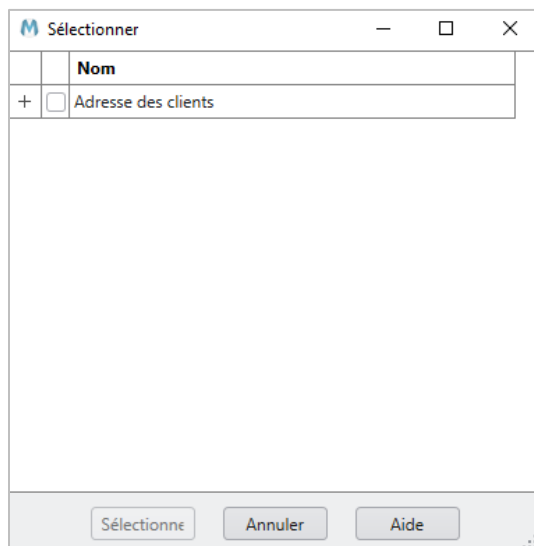 Sélectionner
Nom
Adresse des clients
Sélectionne
Annuler
Aide